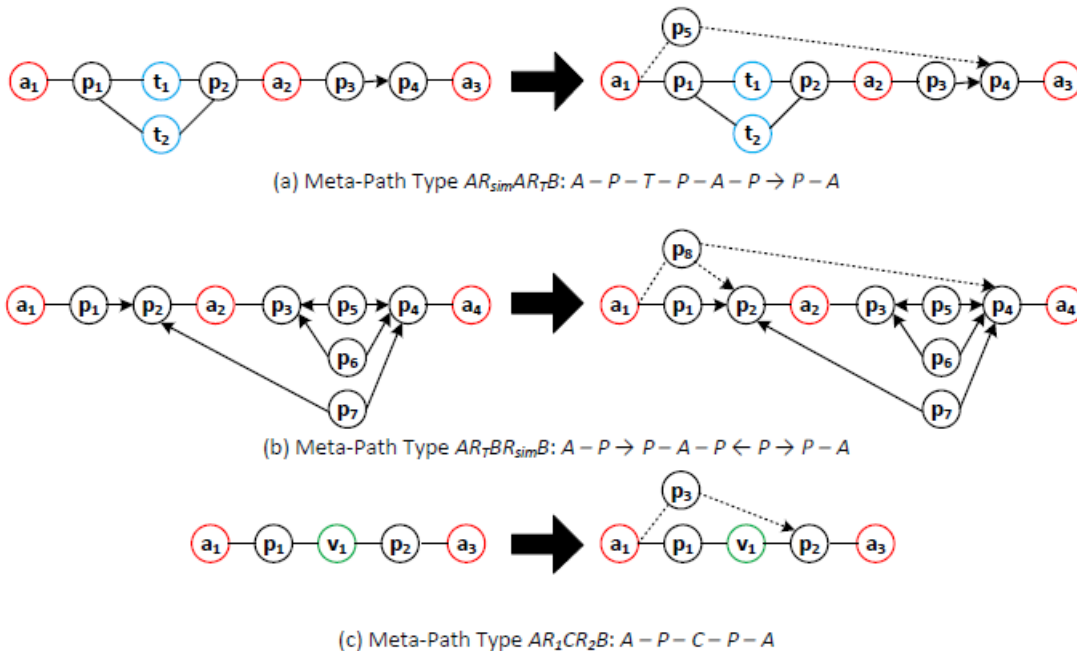 p5
a1 p1 t1 p2 a2 p3 p4 a3 a1 p1 t1 p2 a2 p3 p4 a3
t2 t2
(a) Meta-Path Type ARsimARTB: A – P – T – P – A – P → P – A
p8
a1 p1 p2 a2 p3 p5 p4 a4 a1 p1 p2 a2 p3 p5 p4 a4
p6 p6
p7 p7
(b) Meta-Path Type ARTBRsimB: A – P → P – A – P ← P → P – A
p3
a1 p1 v1 p2 a3 a1 p1 v1 p2 a3
(c) Meta-Path Type AR1CR2B: A – P – C – P – A